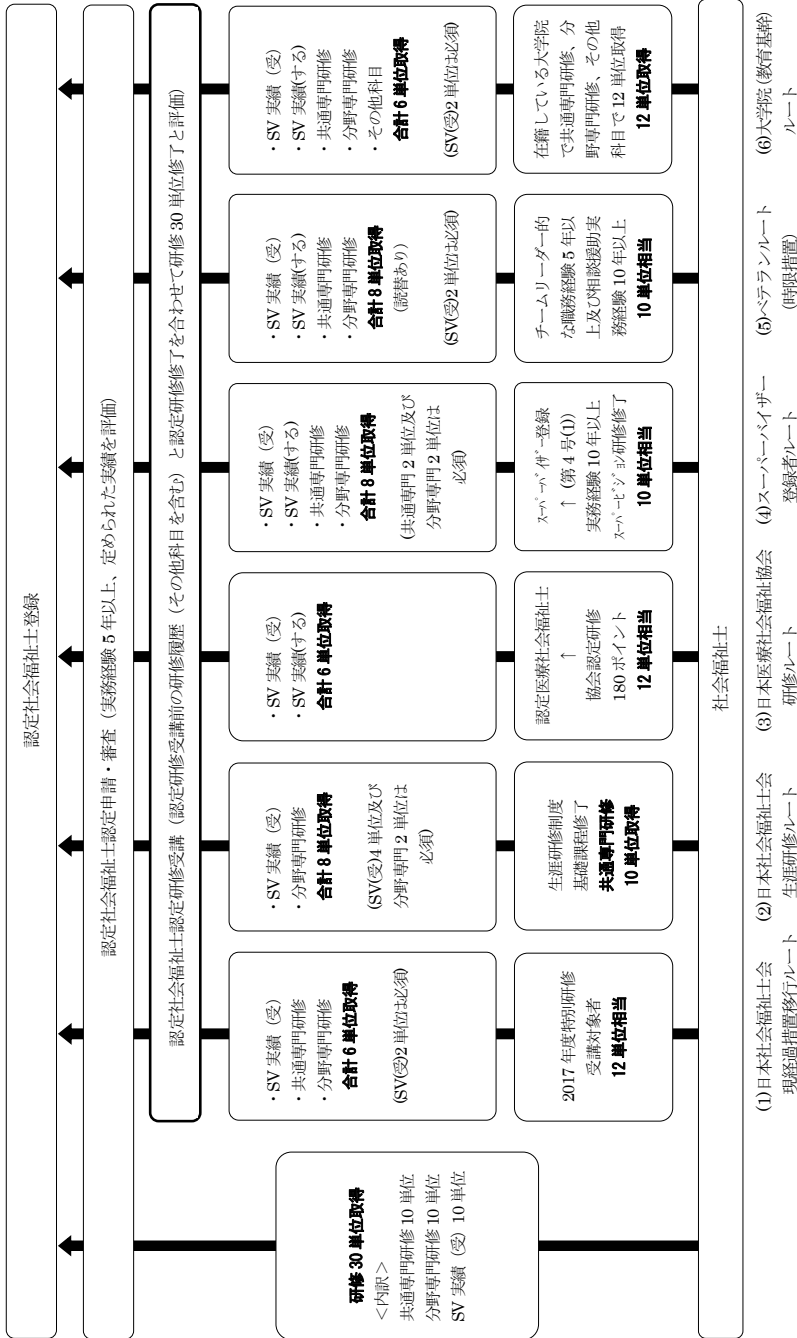 認定社会福祉士登録
認定社会福祉士認定申請・審査（実務経験5年以上、定められた実績を評価）
認定社会福祉士認定研修受講（認定研修受講前の研修履歴（その他科目を含む）と認定研修修了を合わせて研修30単位修了と評価）
研修30単位取得
＜内訳＞
共通専門研修10単位
分野専門研修10単位
SV実績（受）10単位
・SV実績（受）
・共通専門研修
・分野専門研修
合計6単位取得
(SV(受)2単位は必須)
・SV実績（受）
・分野専門研修
合計8単位取得
(SV(受)4単位及び
分野専門2単位は
必須)
・SV実績（受）
・SV実績(する)
合計6単位取得
・SV実績（受）
・SV実績(する)
・共通専門研修
・分野専門研修
合計8単位取得
(共通専門2単位及び
分野専門2単位は
必須)
・SV実績（受）
・SV実績(する)
・共通専門研修
・分野専門研修
合計8単位取得
(読替あり)
(SV(受)2単位は必須)
・SV実績（受）
・SV実績(する)
・共通専門研修
・分野専門研修
・その他科目
合計6単位取得
(SV(受)2単位は必須)
2017年度特別研修
受講対象者
12単位相当
生涯研修制度
基礎課程修了
共通専門研修
10単位取得
認定医療社会福祉士
↑
協会認定研修
180ポイント
12単位相当
ｽｰﾊﾟｰﾊﾞｲｻﾞｰ登録
↑（第4号(1)）
実務経験10年以上
ｽｰﾊﾟｰﾋﾞｼﾞｮﾝ研修修了
10単位相当
チームリーダー的
な職務経験5年以
上及び相談援助実
務経験10年以上
10単位相当
在籍している大学院
で共通専門研修、分
野専門研修、その他
科目で12単位取得
12単位取得
社会福祉士
(1)日本社会福祉士会
現経過措置移行ルート
(2)日本社会福祉士会
生涯研修ルート
(3)日本医療社会福祉協会
研修ルート
(4)スーパーバイザー
登録者ルート
(5)ベテランルート
(時限措置)
(6)大学院(教育基幹)
ルート